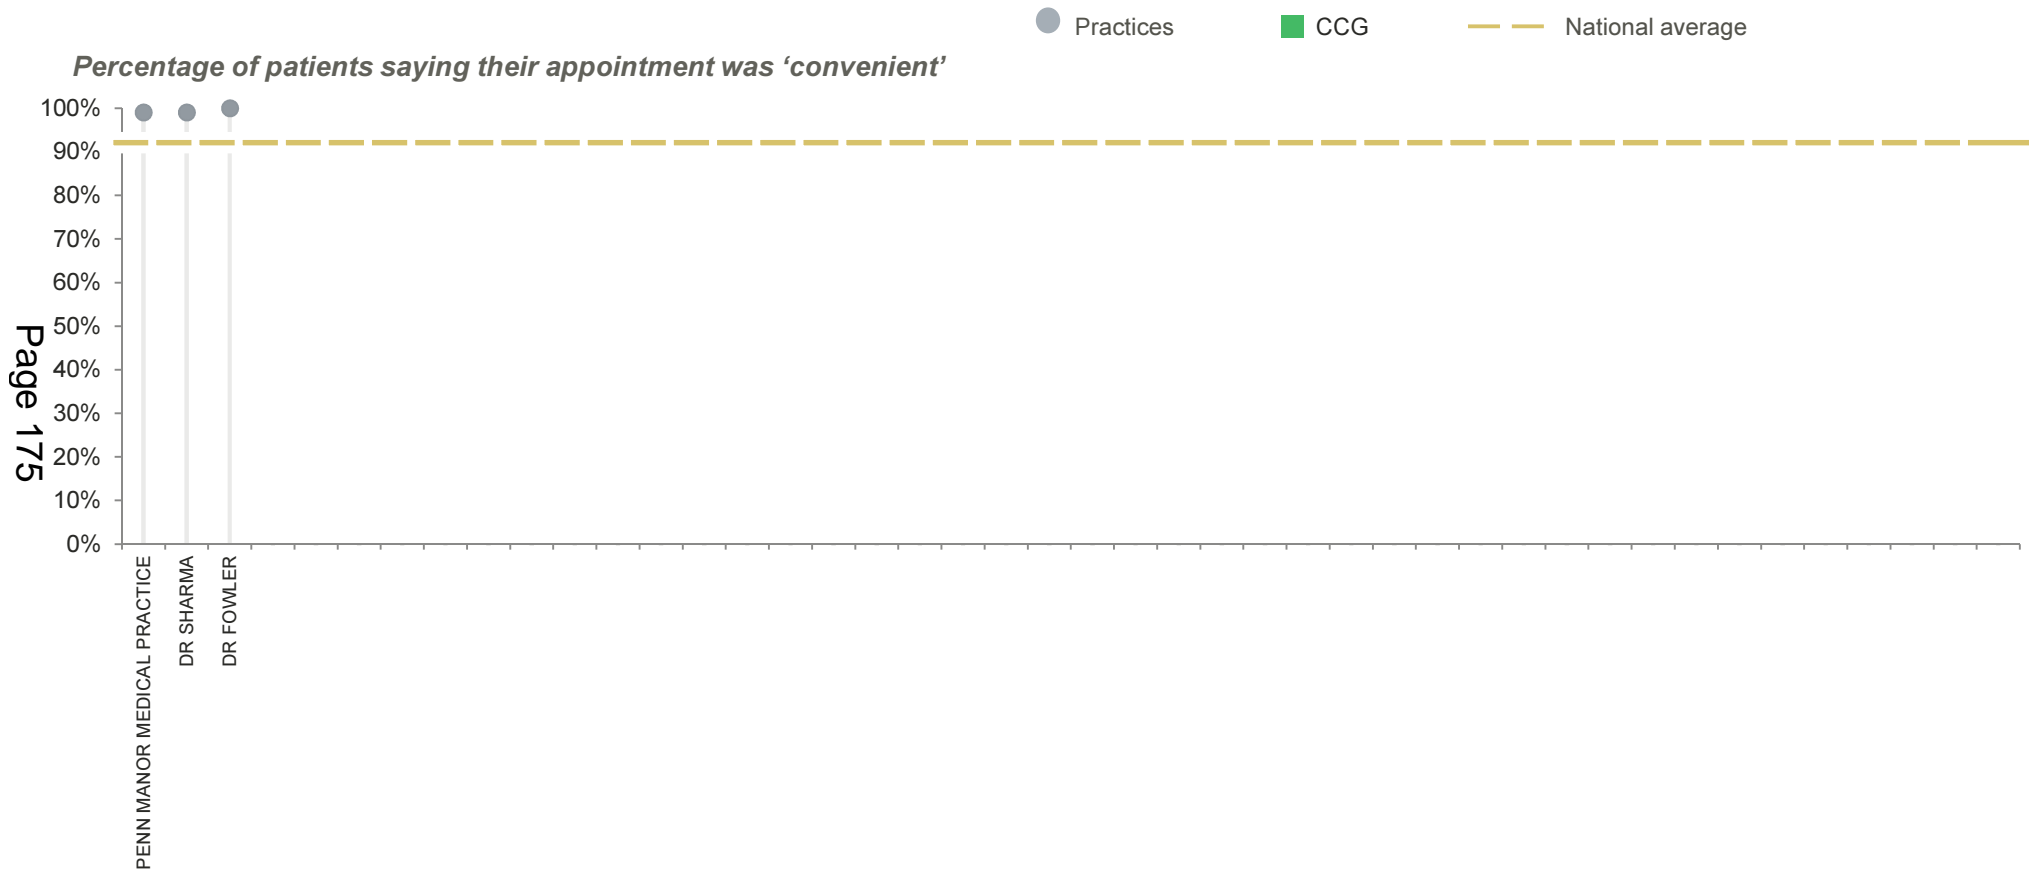 Practices
CCG
National average
Percentage of patients saying their appointment was ‘convenient’
100%
90%
80%
70%
60%
50%
40%
30%
20%
10%
0%
Page 175
PENN MANOR MEDICAL PRACTICE
DR SHARMA
DR FOWLER